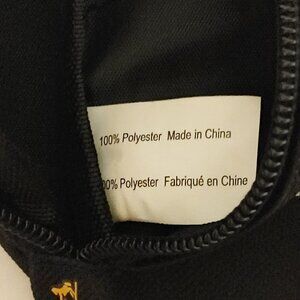 100% Polyester Made in China
00% Polyester Fabriqué en Chine